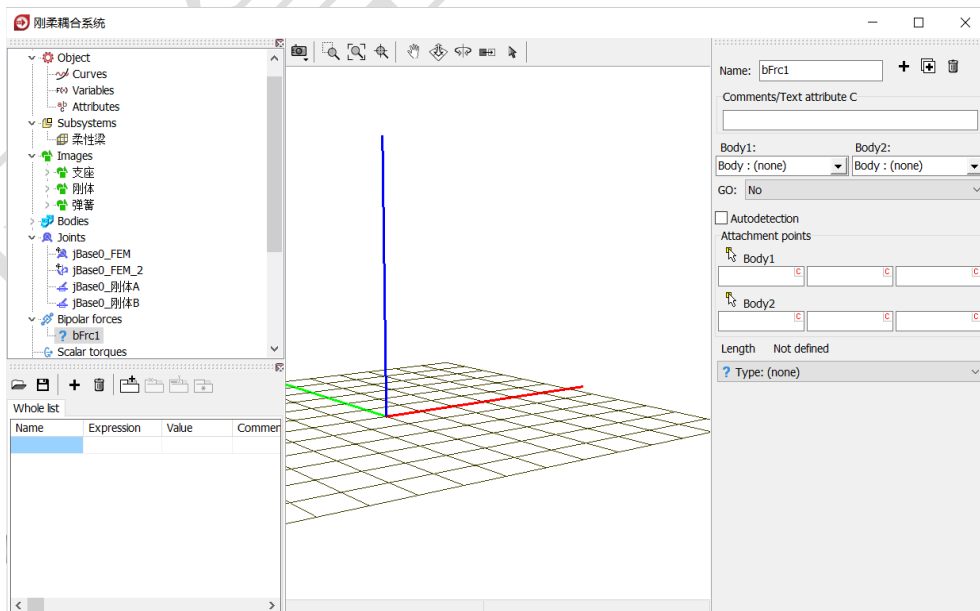 刚柔耦合系统
Object
Curves
F(x) Variables
Attributes
Subsystems
柔性梁
Images
支座
刚体
弹簧
Bodies
Joints
jBase0_FEM
jBase0_FEM_2
jBase0_刚体A
jBase0_刚体B
Bipolar forces
? bFrc1
Scalar torques
Whole list
Name Expression Value Commen
Name: bFrc1
Comments/Text attribute C
Body1: Body2:
Body : (none) Body : (none)
GO: No
Autodetection
Attachment points
Body1
C C C
Body2
C C C
Length Not defined
? Type: (none)